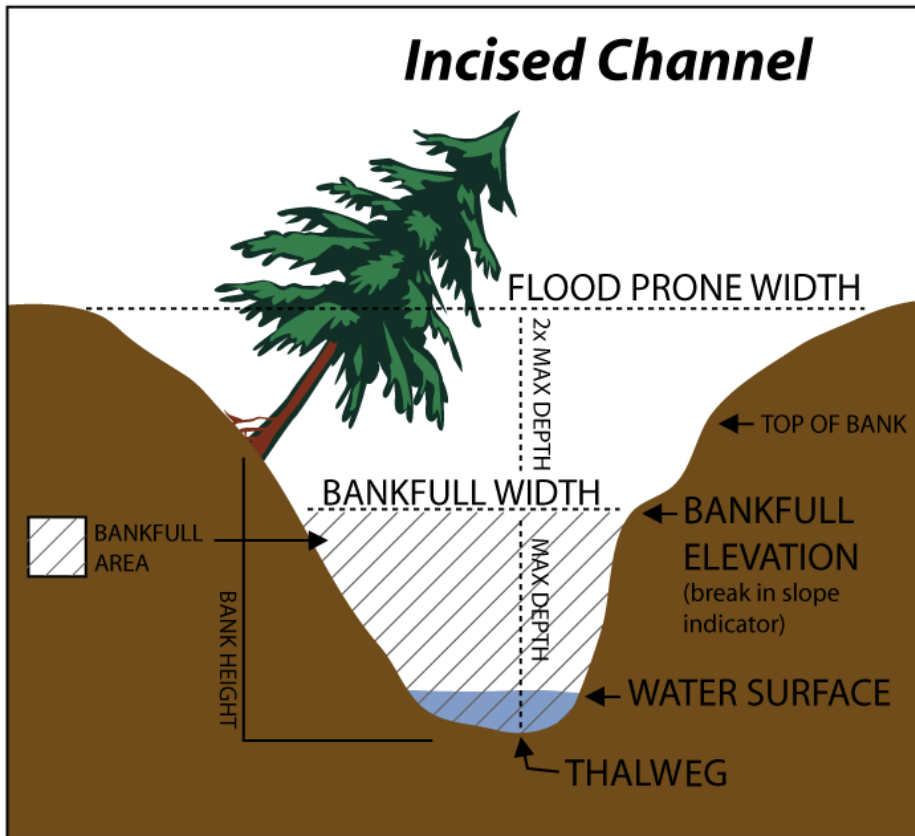 Incised Channel
FLOOD PRONE WIDTH
2x MAX DEPTH
TOP OF BANK
BANKFULL WIDTH
BANKFULL
ELEVATION
(break in slope
indicator)
BANKFULL
AREA
MAX DEPTH
BANK HEIGHT
WATER SURFACE
THALWEG